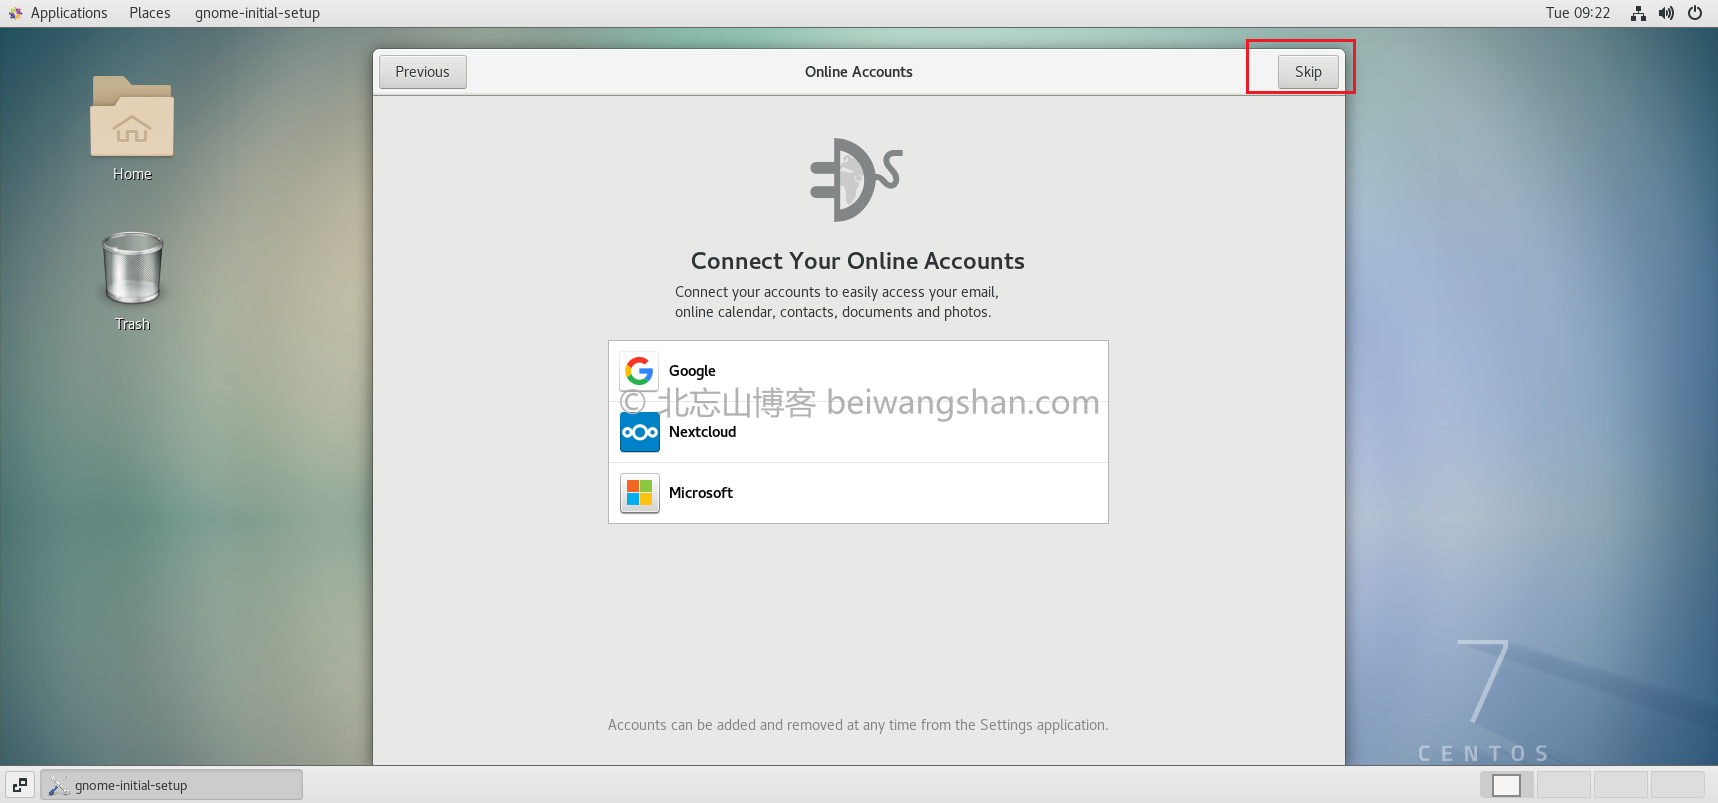 Applications Places gnome-initial-setup Tue 09:22
Previous Online Accounts Skip
Home
Trash
Connect Your Online Accounts
Connect your accounts to easily access your email,
online calendar, contacts, documents and photos.
Google
© 北忘山博客 beiwangshan.com
Nextcloud
Microsoft
Accounts can be added and removed at any time from the Settings application.
7
CENTOS
gnome-initial-setup